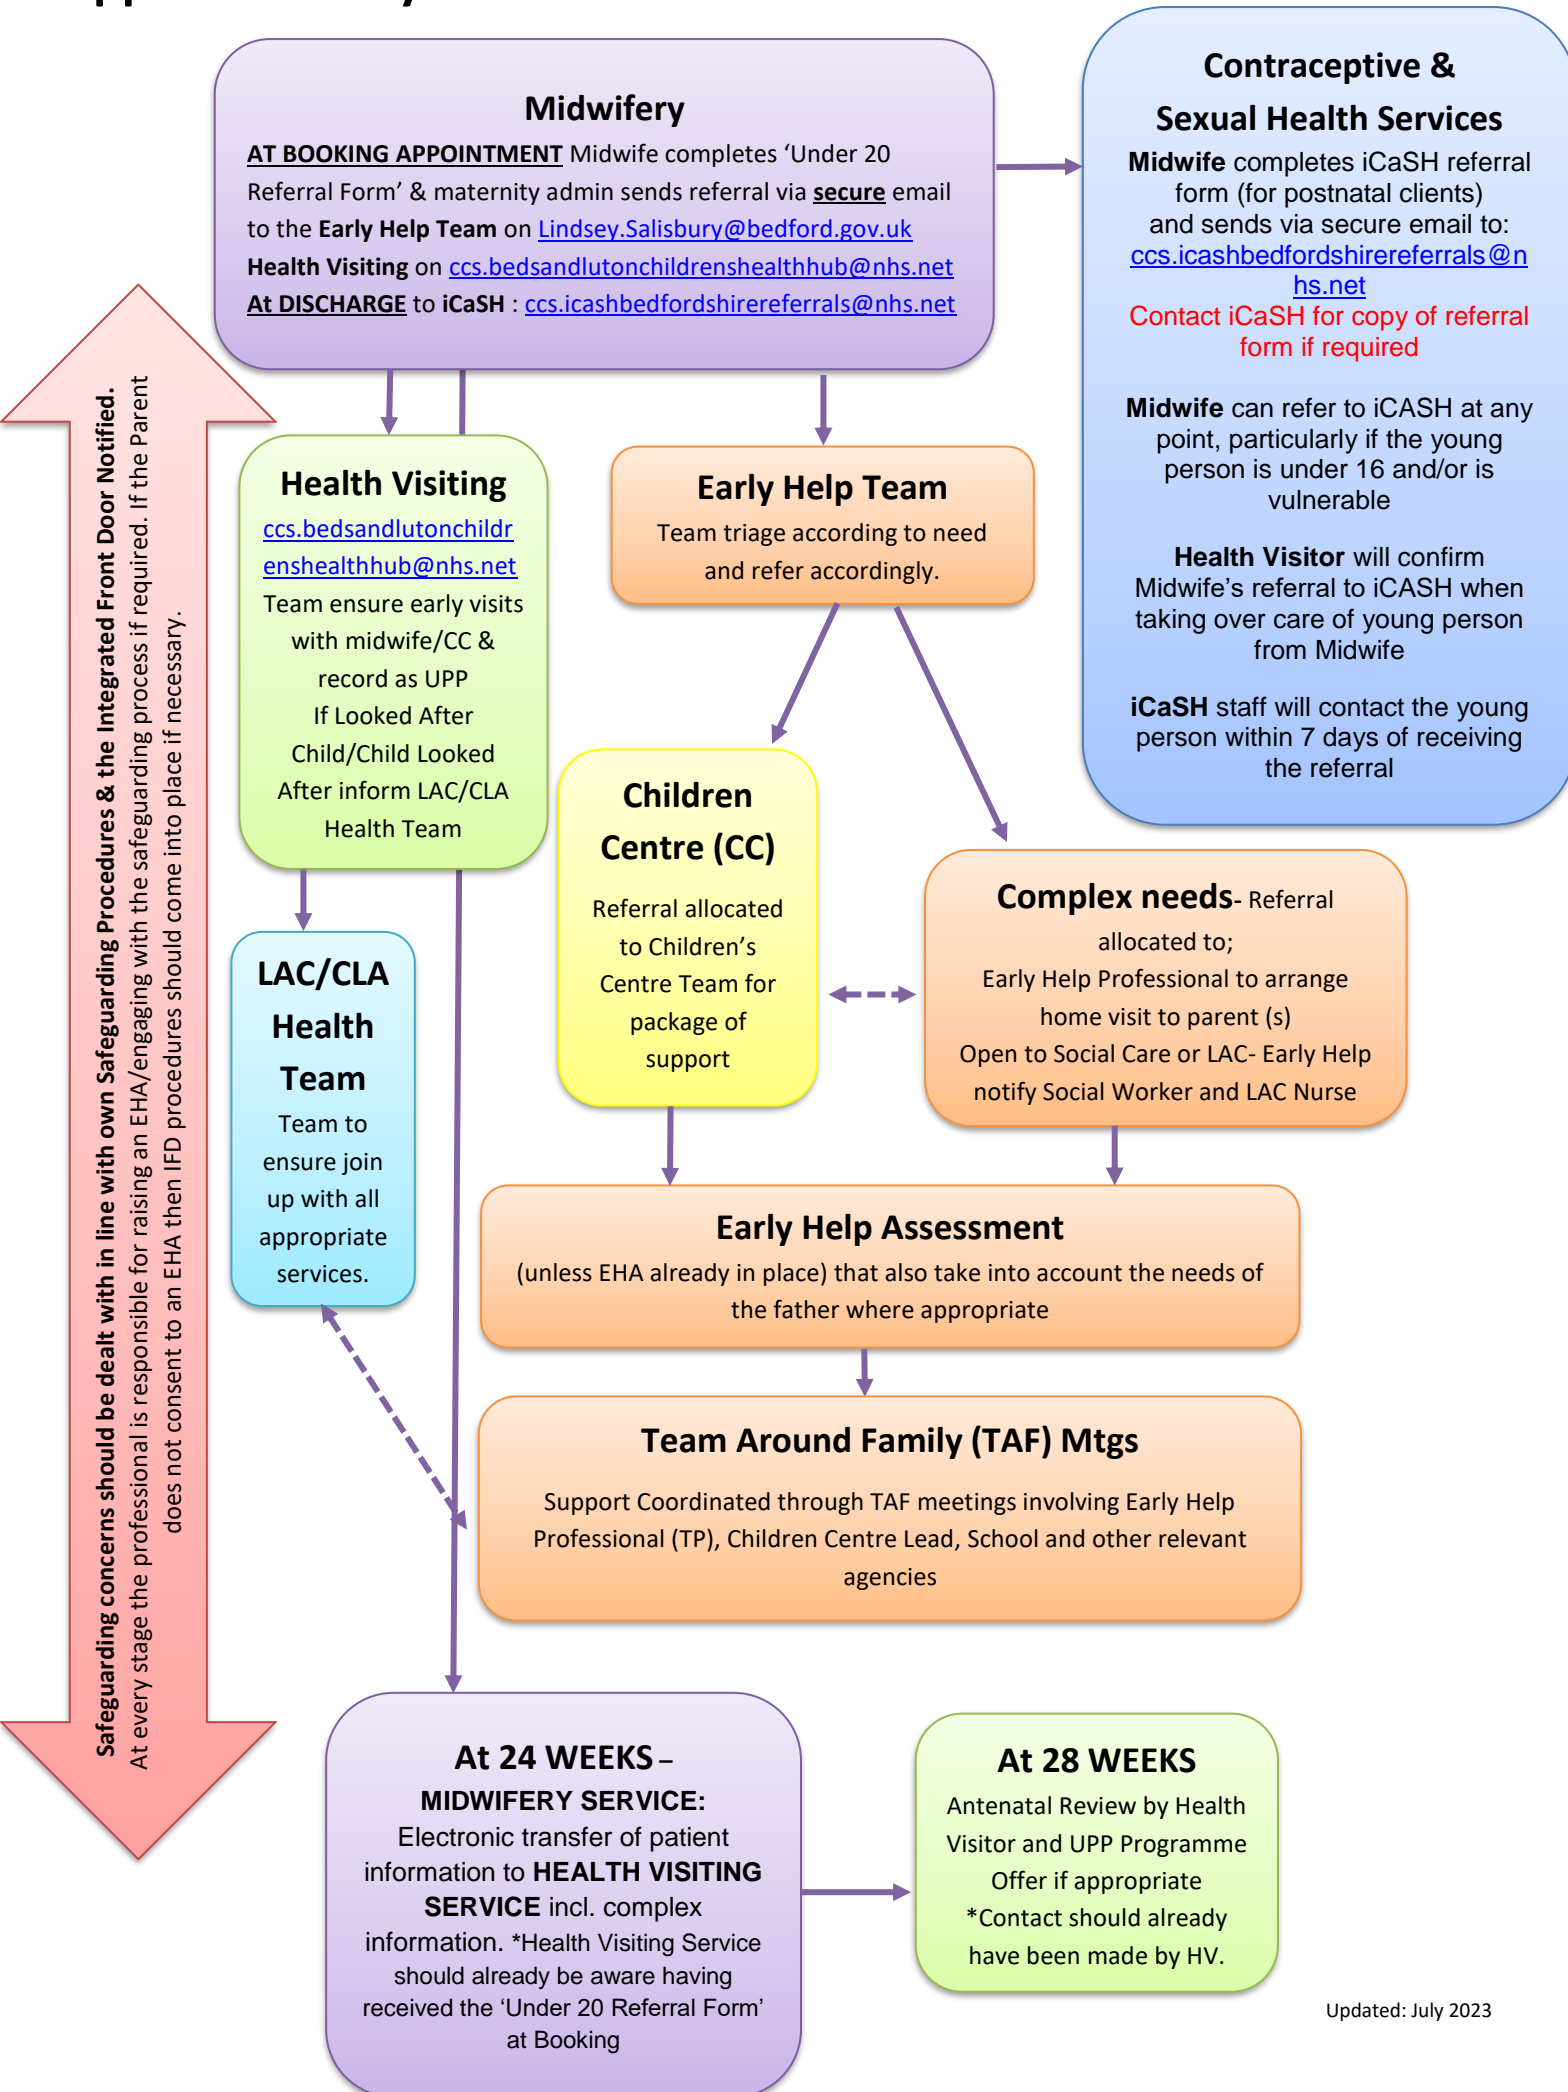 Midwifery
AT BOOKING APPOINTMENT Midwife completes ‘Under 20
Referral Form’ & maternity admin sends referral via secure email
to the Early Help Team on Lindsey.Salisbury@bedford.gov.uk
Health Visiting on ccs.bedsandlutonchildrenshealthhub@nhs.net
At DISCHARGE to iCaSH : ccs.icashbedfordshirereferrals@nhs.net
Contraceptive &
Sexual Health Services
Midwife completes iCaSH referral
form (for postnatal clients)
and sends via secure email to:
ccs.icashbedfordshirereferrals@n
hs.net
Contact iCaSH for copy of referral
form if required
Midwife can refer to iCASH at any
point, particularly if the young
person is under 16 and/or is
vulnerable
Health Visitor will confirm
Midwife’s referral to iCASH when
taking over care of young person
from Midwife
iCaSH staff will contact the young
person within 7 days of receiving
the referral
Safeguarding concerns should be dealt with in line with own Safeguarding Procedures & the Integrated Front Door Notified.
At every stage the professional is responsible for raising an EHA/engaging with the safeguarding process if required. If the Parent
does not consent to an EHA then IFD procedures should come into place if necessary.
Health Visiting
ccs.bedsandlutonchildr
enshealthhub@nhs.net
Team ensure early visits
with midwife/CC &
record as UPP
If Looked After
Child/Child Looked
After inform LAC/CLA
Health Team
Early Help Team
Team triage according to need
and refer accordingly.
Children
Centre (CC)
Referral allocated
to Children’s
Centre Team for
package of
support
Complex needs- Referral
allocated to;
Early Help Professional to arrange
home visit to parent (s)
Open to Social Care or LAC- Early Help
notify Social Worker and LAC Nurse
LAC/CLA
Health
Team
Team to
ensure join
up with all
appropriate
services.
Early Help Assessment
(unless EHA already in place) that also take into account the needs of
the father where appropriate
Team Around Family (TAF) Mtgs
Support Coordinated through TAF meetings involving Early Help
Professional (TP), Children Centre Lead, School and other relevant
agencies
At 24 WEEKS –
MIDWIFERY SERVICE:
Electronic transfer of patient
information to HEALTH VISITING
SERVICE incl. complex
information. *Health Visiting Service
should already be aware having
received the ‘Under 20 Referral Form’
at Booking
At 28 WEEKS
Antenatal Review by Health
Visitor and UPP Programme
Offer if appropriate
*Contact should already
have been made by HV.
Updated: July 2023